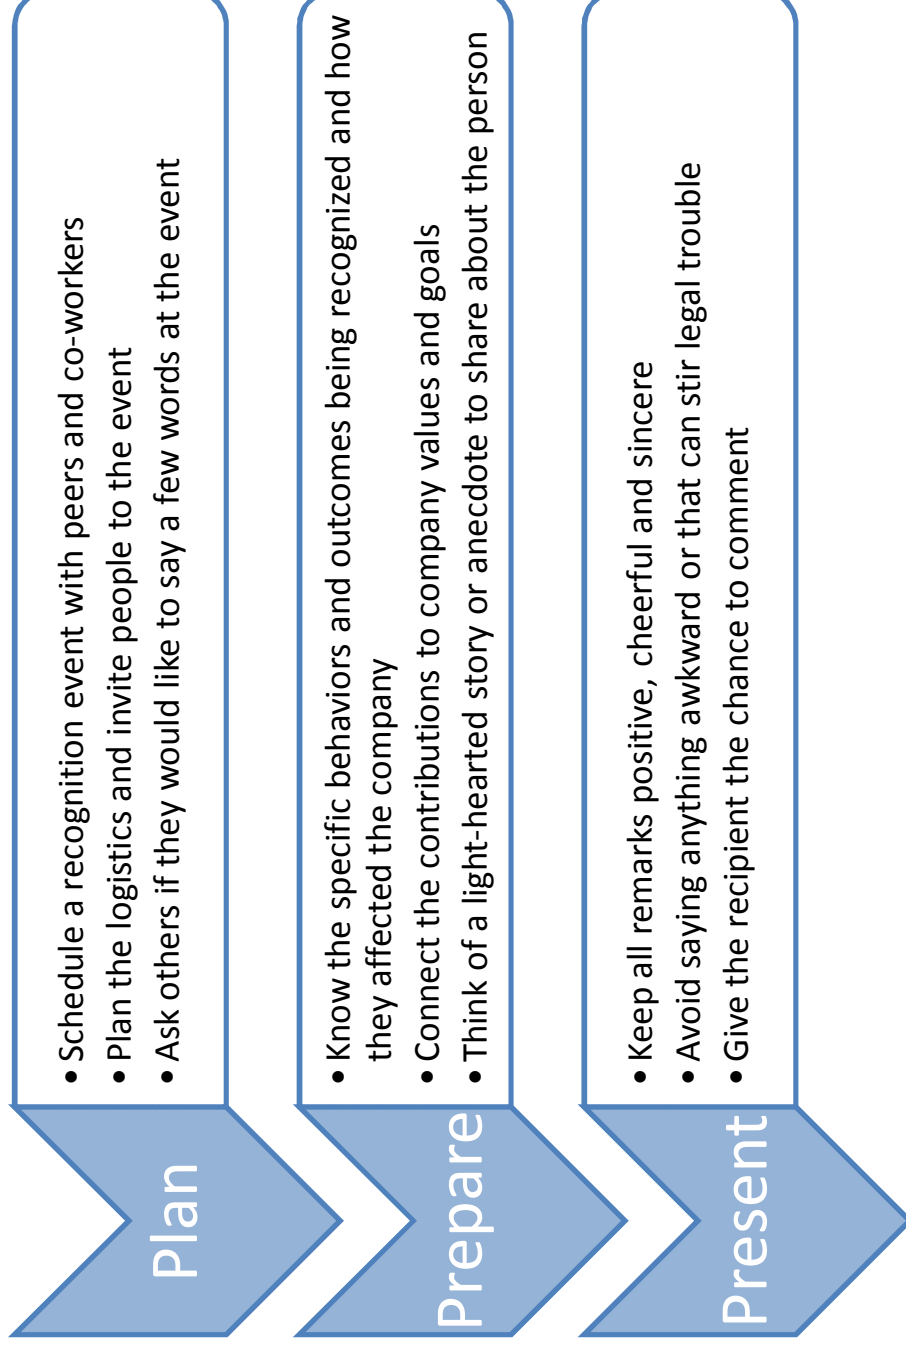 Plan
• Schedule a recognition event with peers and co-workers
• Plan the logistics and invite people to the event
• Ask others if they would like to say a few words at the event
Prepare
• Know the specific behaviors and outcomes being recognized and how
they affected the company
• Connect the contributions to company values and goals
• Think of a light-hearted story or anecdote to share about the person
Present
• Keep all remarks positive, cheerful and sincere
• Avoid saying anything awkward or that can stir legal trouble
• Give the recipient the chance to comment